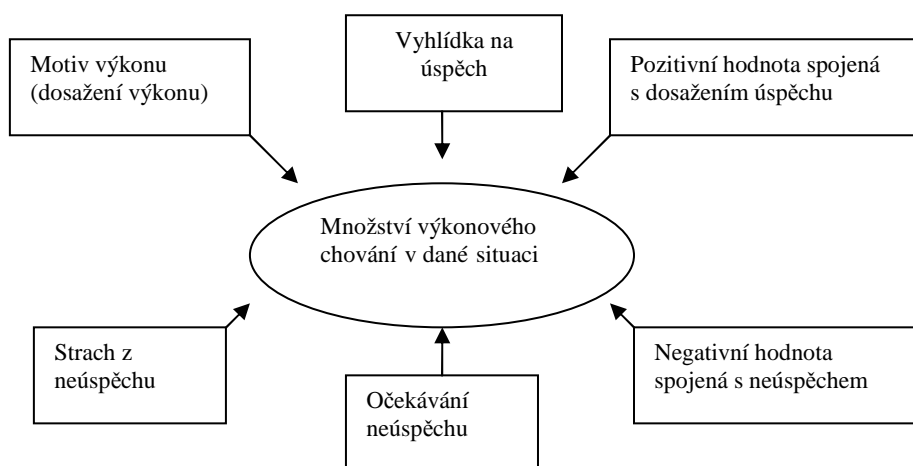 Motiv výkonu
(dosažení výkonu)
Vyhlídka na
úspěch
Pozitivní hodnota spojená
s dosažením úspěchu
Množství výkonového
chování v dané situaci
Strach z
neúspěchu
Očekávání
neúspěchu
Negativní hodnota
spojená s neúspěchem